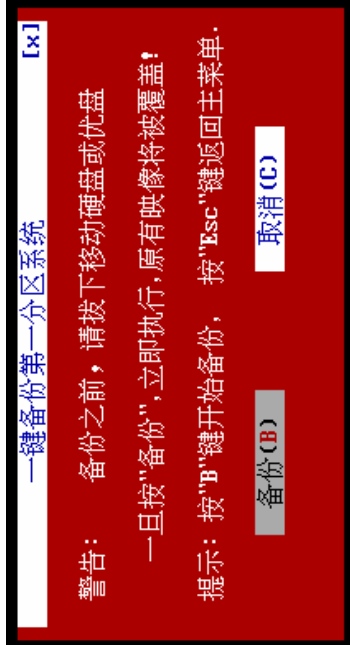 一键备份第一分区系统 [x]
警告： 备份之前，请拔下移动硬盘或优盘
一旦按"备份",立即执行,原有映像将被覆盖!
提示: 按"B"键开始备份, 按"Esc"键返回主菜单.
备份(B) 取消(C)